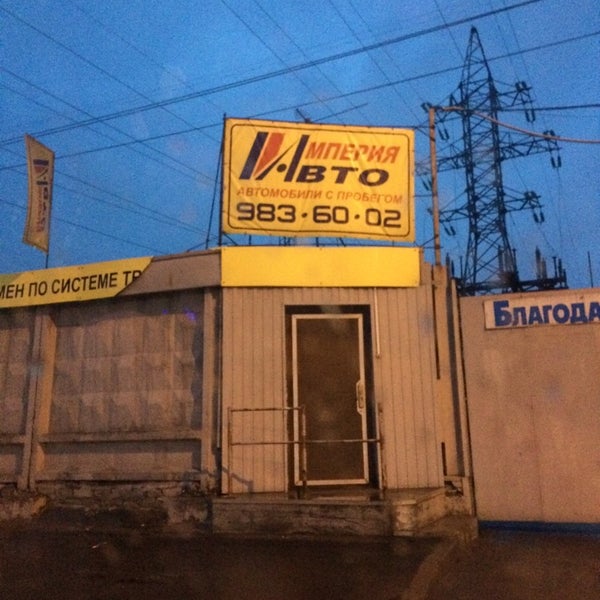 ИМПЕРИЯ
АВТО
АВТОМОБИЛИ С ПРОБЕГОМ
983·60·02
МЕН ПО СИСТЕМЕ ТР
БЛАГОДА